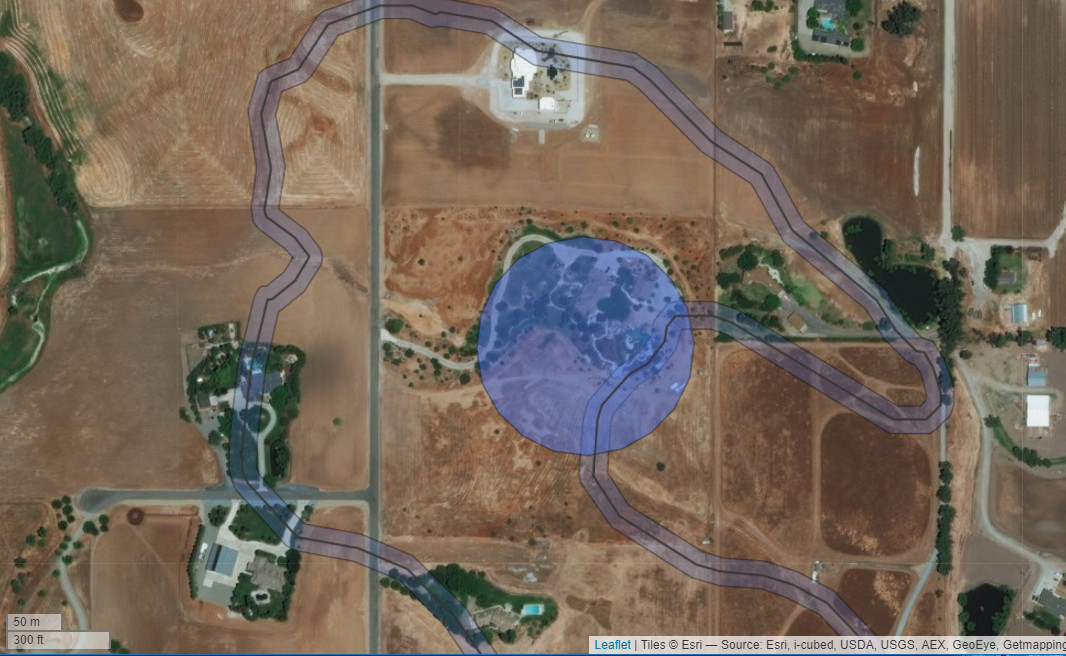 50 m
300 ft
Leaflet | Tiles © Esri — Source: Esri, i-cubed, USDA, USGS, AEX, GeoEye, Getmapping